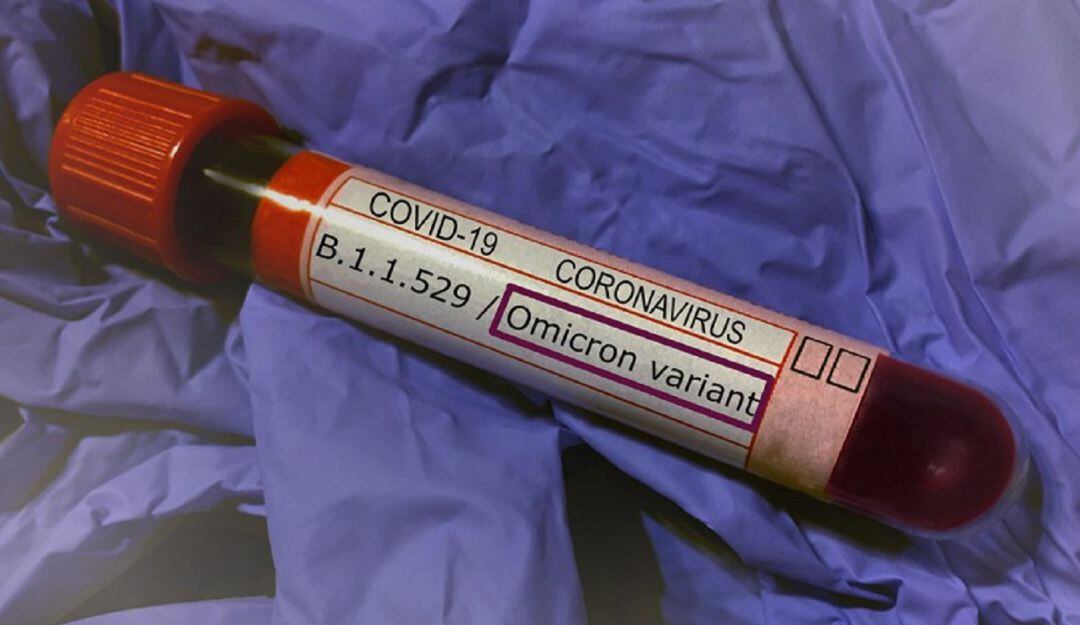 COVID-19 CORONAVIRUS
B.1.1.529 / Omicron variant